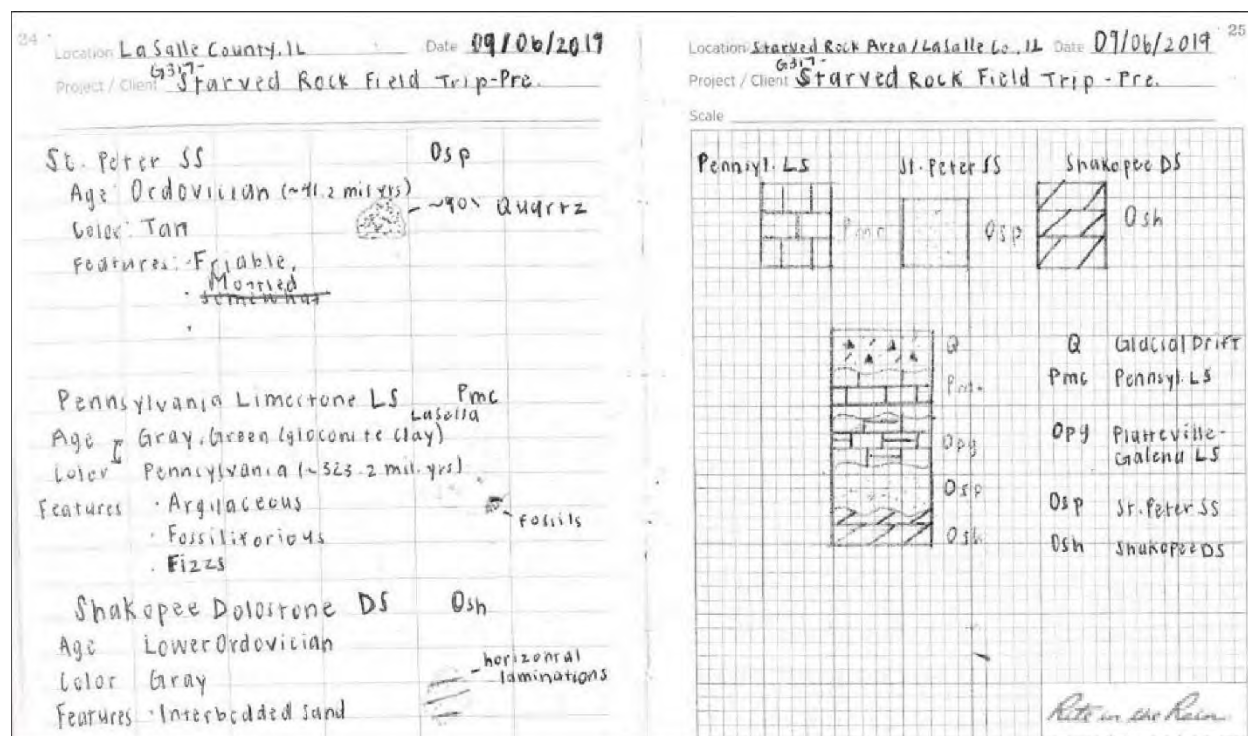 24
Location LaSalle County, IL Date 09/06/2019
Project / Client G317- Starved Rock Field Trip-Pre.
St. Peter SS Osp
Age: Ordovician (~41.2 mil yrs)
Color: Tan
~90% Quartz
Features: Friable,
· Mottled
somewhat
·
Pennsylvania Limestone LS Pmc
LaSalla
Age Gray, Green (gloconite clay)
Color Pennsylvania (~323.2 mil. yrs)
Features · Argilaceous
· Fossiliforious
· Fizzs
Fossils
Shakopee Dolostone DS Osh
Age Lower Ordovician
Color Gray
Features · Interbedded Sand
horizontal
laminations
25
Location Starved Rock Area/LaSalle Co., IL Date 09/06/2019
Project / Client G317- Starved Rock Field Trip - Pre.
Scale
Pennsyl. LS St. Peter SS Shakopee DS
Pmc Osp Osh
Q
Pmc
Opg
Osp
Osh
Q Glacial Drift
Pmc Pennsyl. LS
Opg Platteville-
Galena LS
Osp St. Peter SS
Osh Shakopee DS
Rite in the Rain